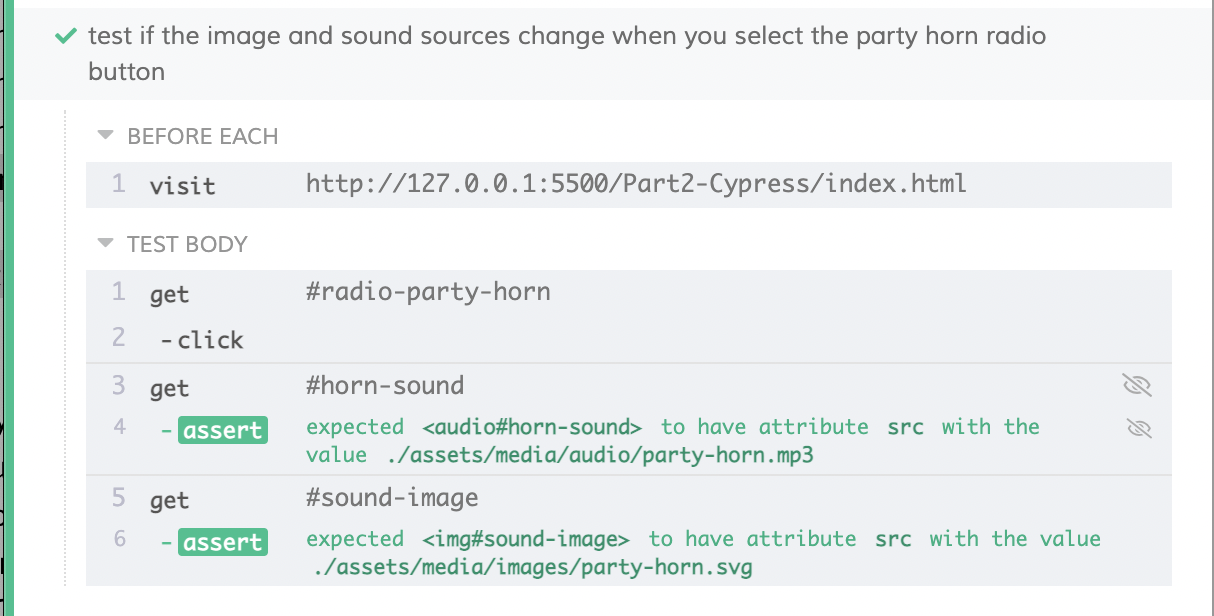 test if the image and sound sources change when you select the party horn radio
button
BEFORE EACH
1 visit http://127.0.0.1:5500/Part2-Cypress/index.html
TEST BODY
1 get #radio-party-horn
2 -click
3 get #horn-sound
4 -assert expected <audio#horn-sound> to have attribute src with the
value ./assets/media/audio/party-horn.mp3
5 get #sound-image
6 -assert expected <img#sound-image> to have attribute src with the value
./assets/media/images/party-horn.svg